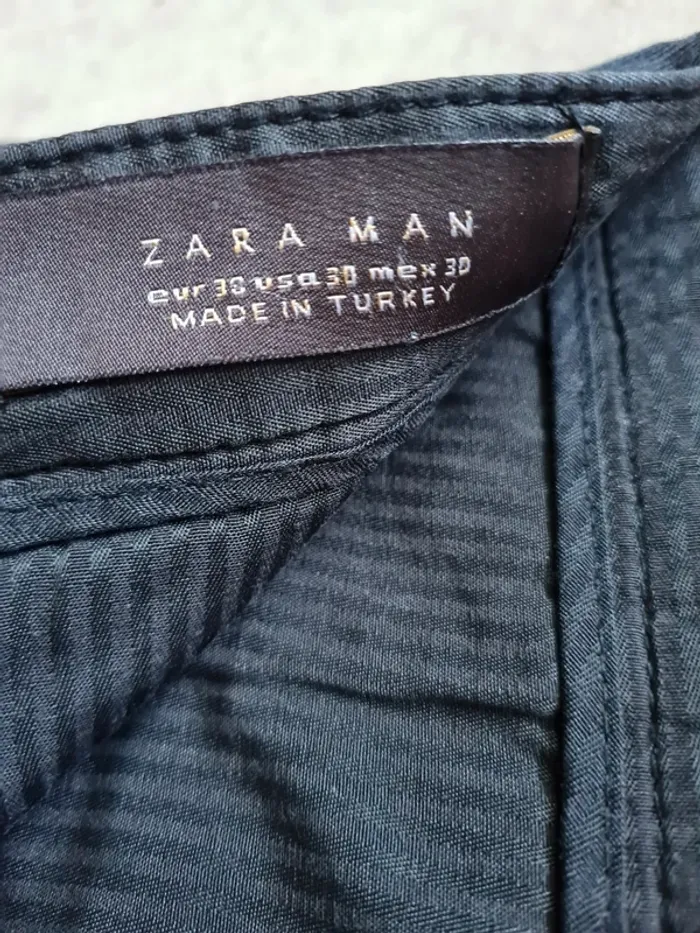 ZARA MAN
eur 38 usa 30 mex 30
MADE IN TURKEY